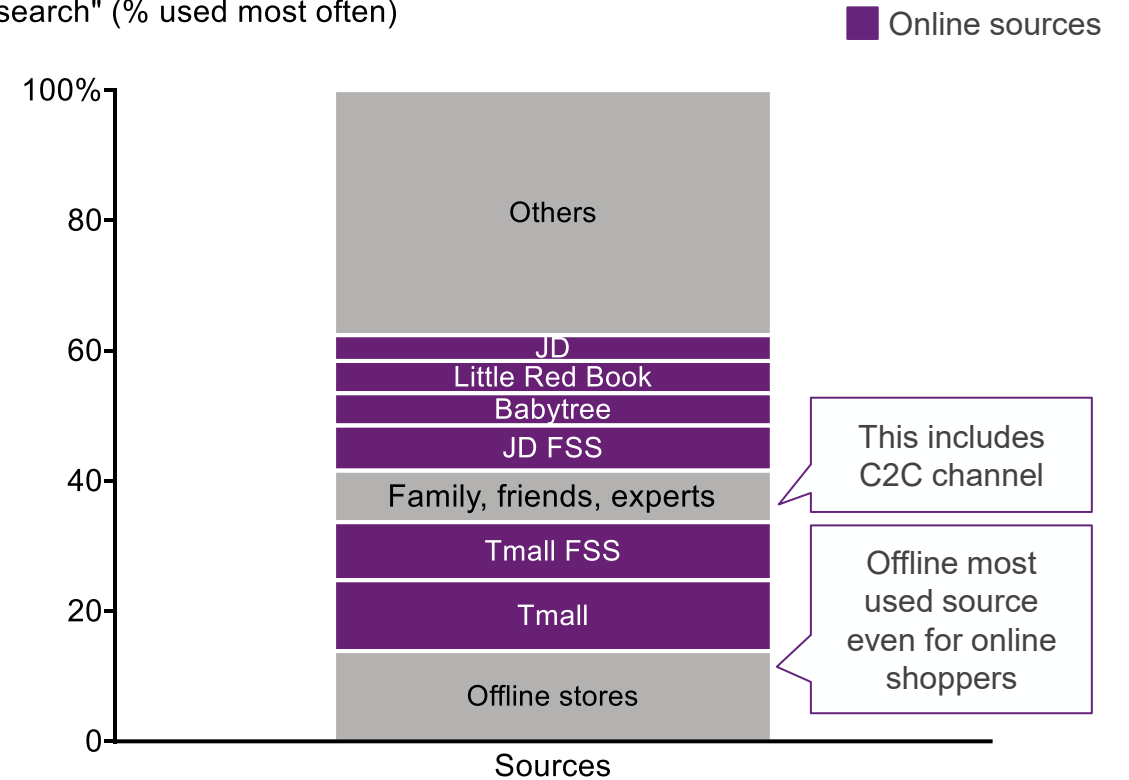 search" (% used most often)
Online sources
100%
80
60
40
20
0
Others
JD
Little Red Book
Babytree
JD FSS
Family, friends, experts
Tmall FSS
Tmall
Offline stores
This includes
C2C channel
Offline most
used source
even for online
shoppers
Sources